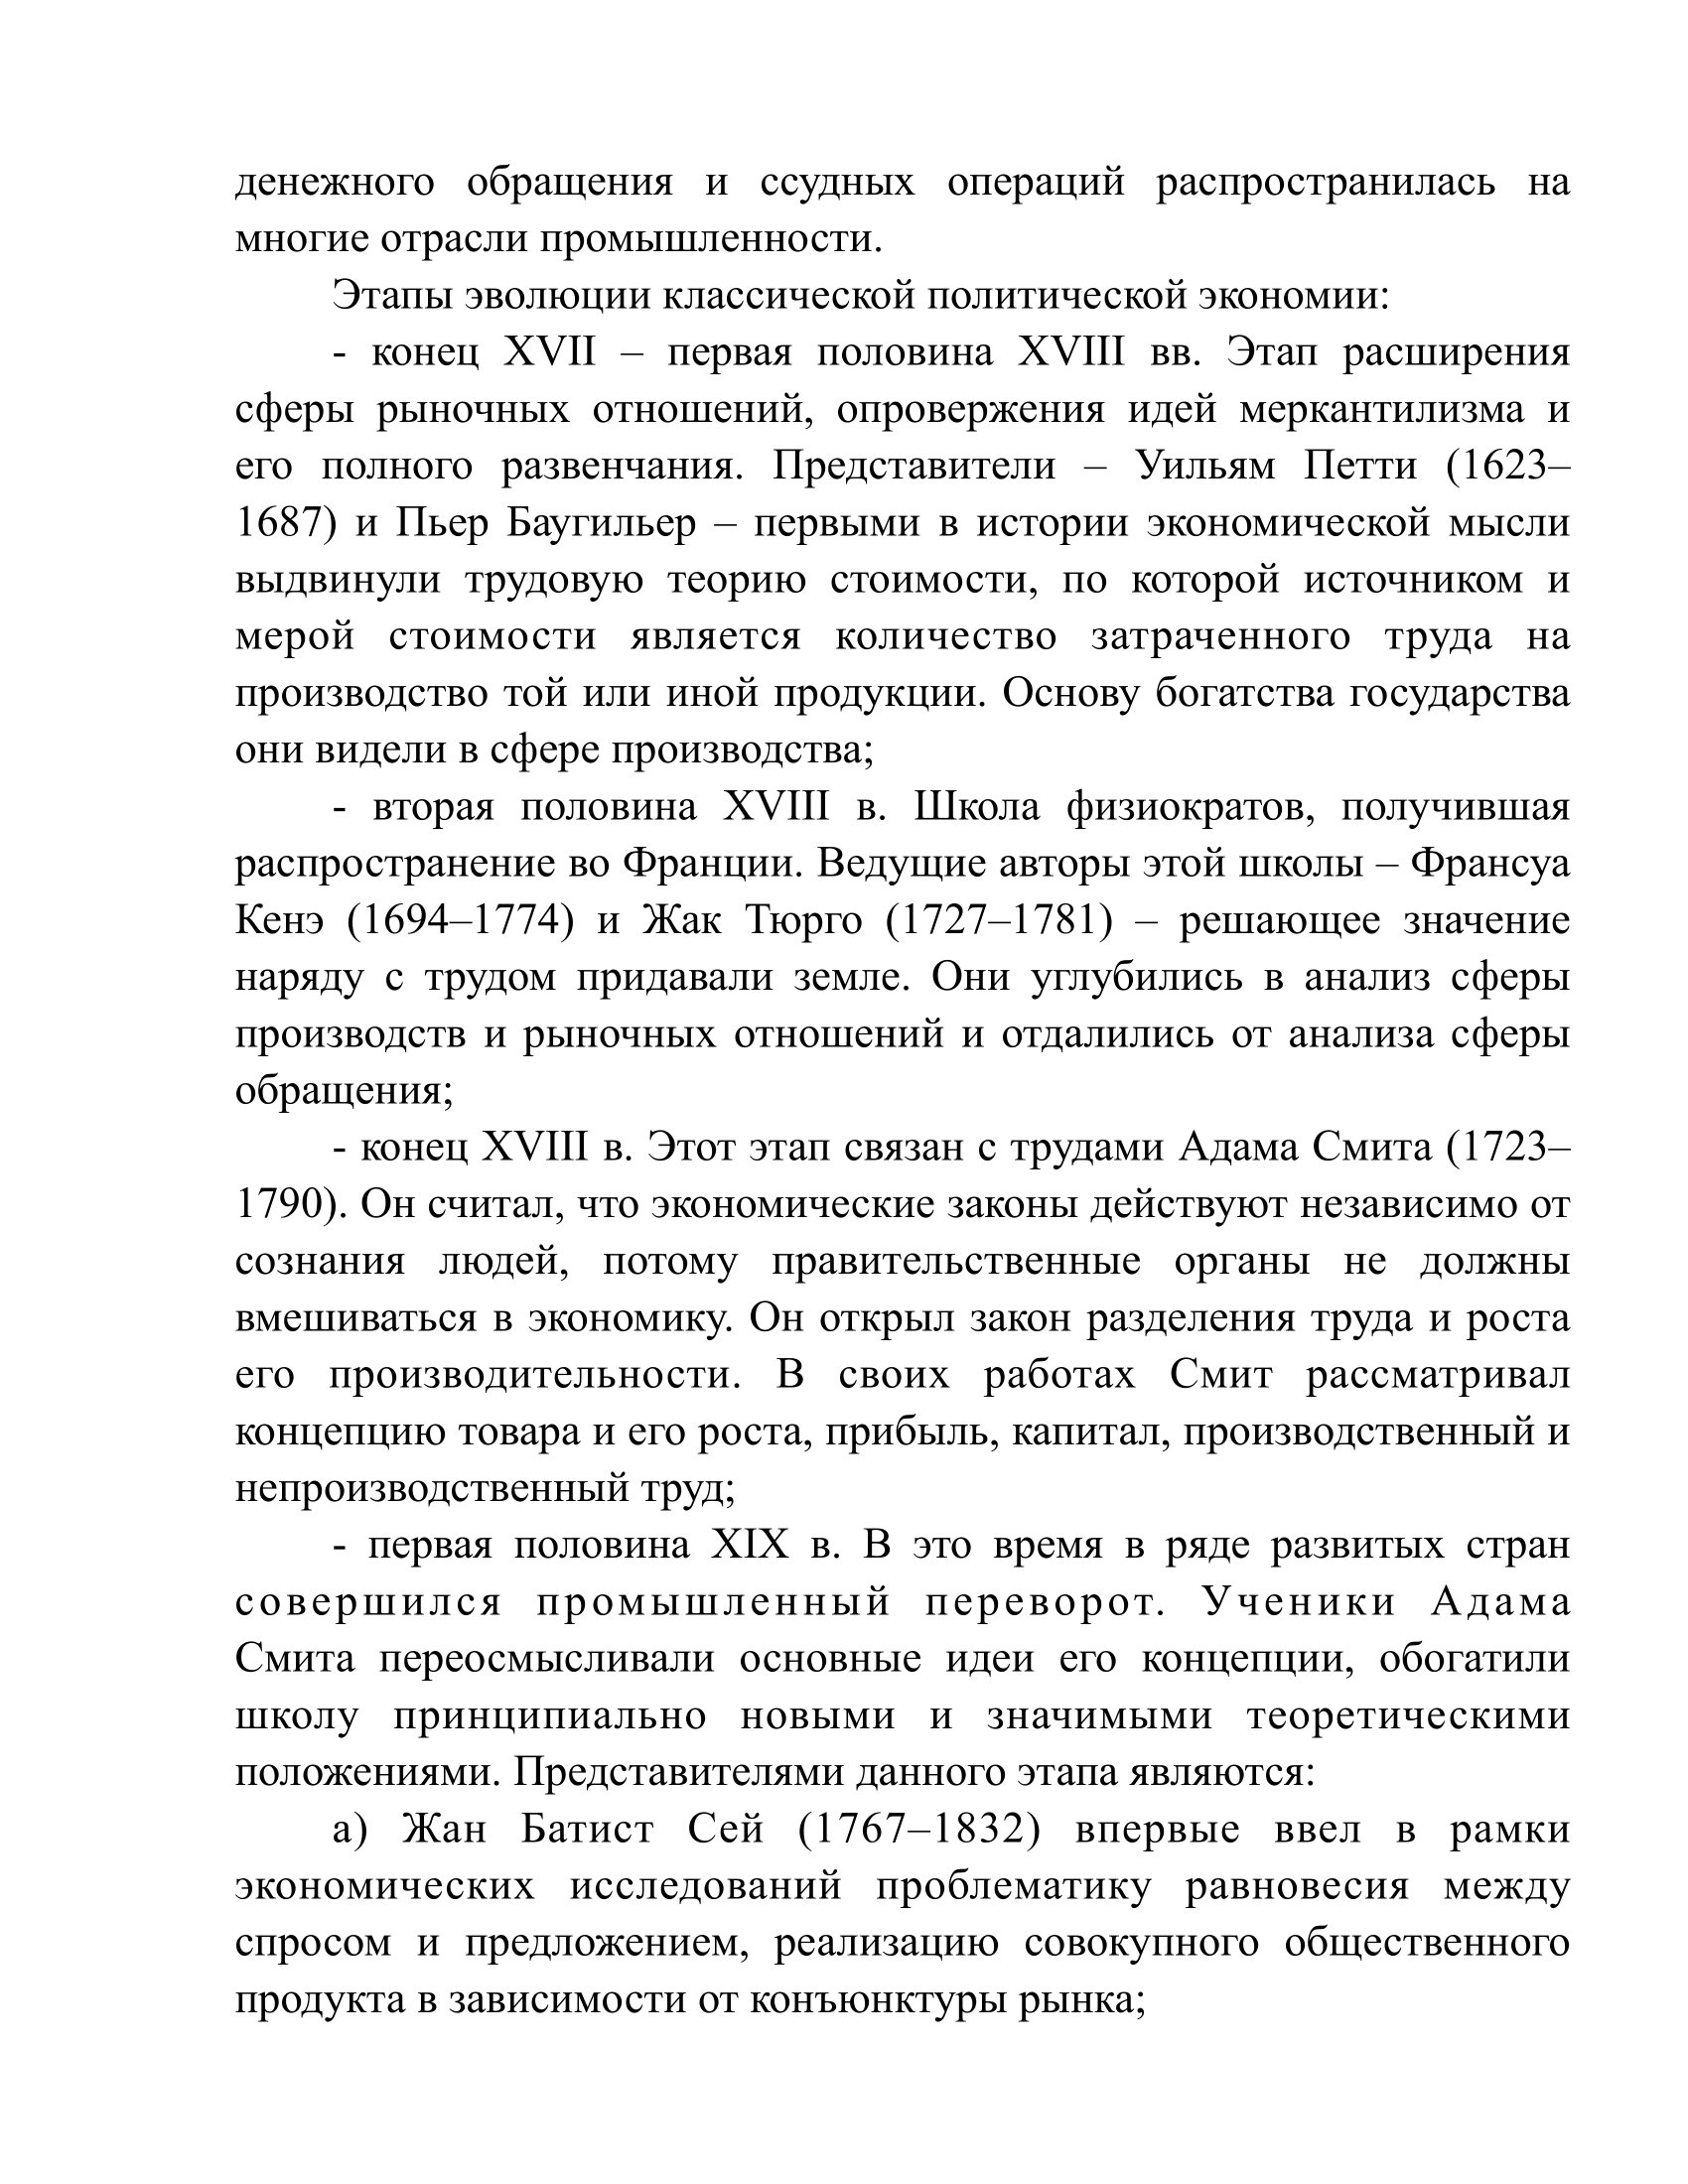 денежного обращения и ссудных операций распространилась на
многие отрасли промышленности.
Этапы эволюции классической политической экономии:
- конец XVII – первая половина XVIII вв. Этап расширения
сферы рыночных отношений, опровержения идей меркантилизма и
его полного развенчания. Представители – Уильям Петти (1623–
1687) и Пьер Баугильер – первыми в истории экономической мысли
выдвинули трудовую теорию стоимости, по которой источником и
мерой стоимости является количество затраченного труда на
производство той или иной продукции. Основу богатства государства
они видели в сфере производства;
- вторая половина XVIII в. Школа физиократов, получившая
распространение во Франции. Ведущие авторы этой школы – Франсуа
Кенэ (1694–1774) и Жак Тюрго (1727–1781) – решающее значение
наряду с трудом придавали земле. Они углубились в анализ сферы
производств и рыночных отношений и отдалились от анализа сферы
обращения;
- конец XVIII в. Этот этап связан с трудами Адама Смита (1723–
1790). Он считал, что экономические законы действуют независимо от
сознания людей, потому правительственные органы не должны
вмешиваться в экономику. Он открыл закон разделения труда и роста
его производительности. В своих работах Смит рассматривал
концепцию товара и его роста, прибыль, капитал, производственный и
непроизводственный труд;
- первая половина XIX в. В это время в ряде развитых стран
совершился промышленный переворот. Ученики Адама
Смита переосмысливали основные идеи его концепции, обогатили
школу принципиально новыми и значимыми теоретическими
положениями. Представителями данного этапа являются:
а) Жан Батист Сей (1767–1832) впервые ввел в рамки
экономических исследований проблематику равновесия между
спросом и предложением, реализацию совокупного общественного
продукта в зависимости от конъюнктуры рынка;